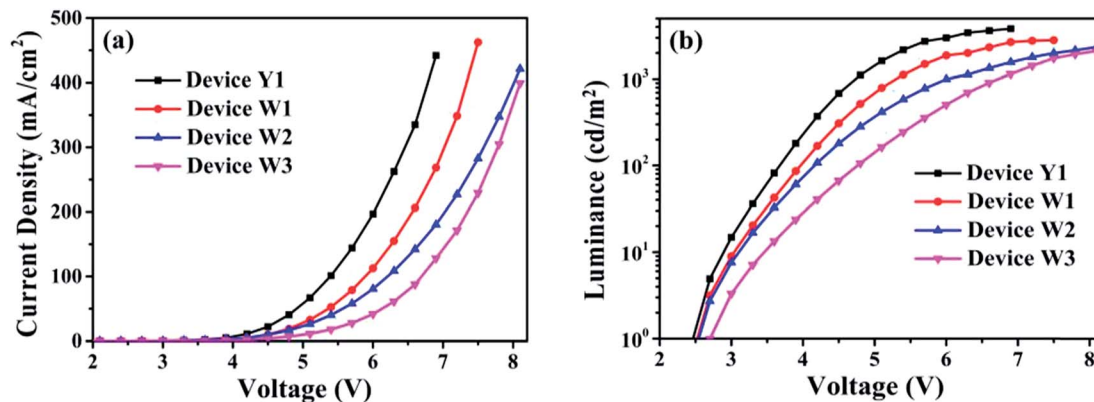 (a)
Device Y1
Device W1
Device W2
Device W3
Current Density (mA/cm²)
500
400
300
200
100
0
2 3 4 5 6 7 8
Voltage (V)
(b)
Device Y1
Device W1
Device W2
Device W3
Luminance (cd/m²)
10³
10²
10¹
10⁰
2 3 4 5 6 7 8
Voltage (V)